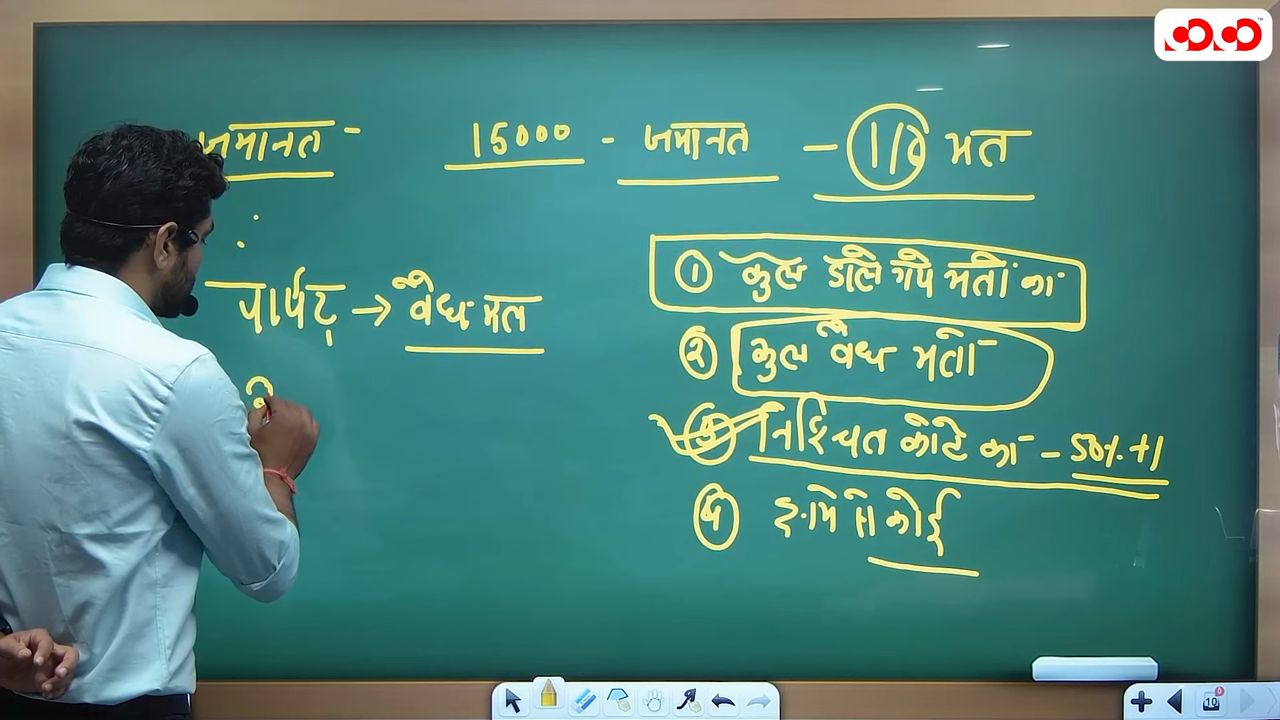 जमानत - 15000 - जमानत - 1/6 मत
① कुल डाले गये मतों का
पार्षद → वैध मत
② कुल वैध मतों
③ निश्चित कोटे का - 50% + 1
④ इनमें से कोई
10